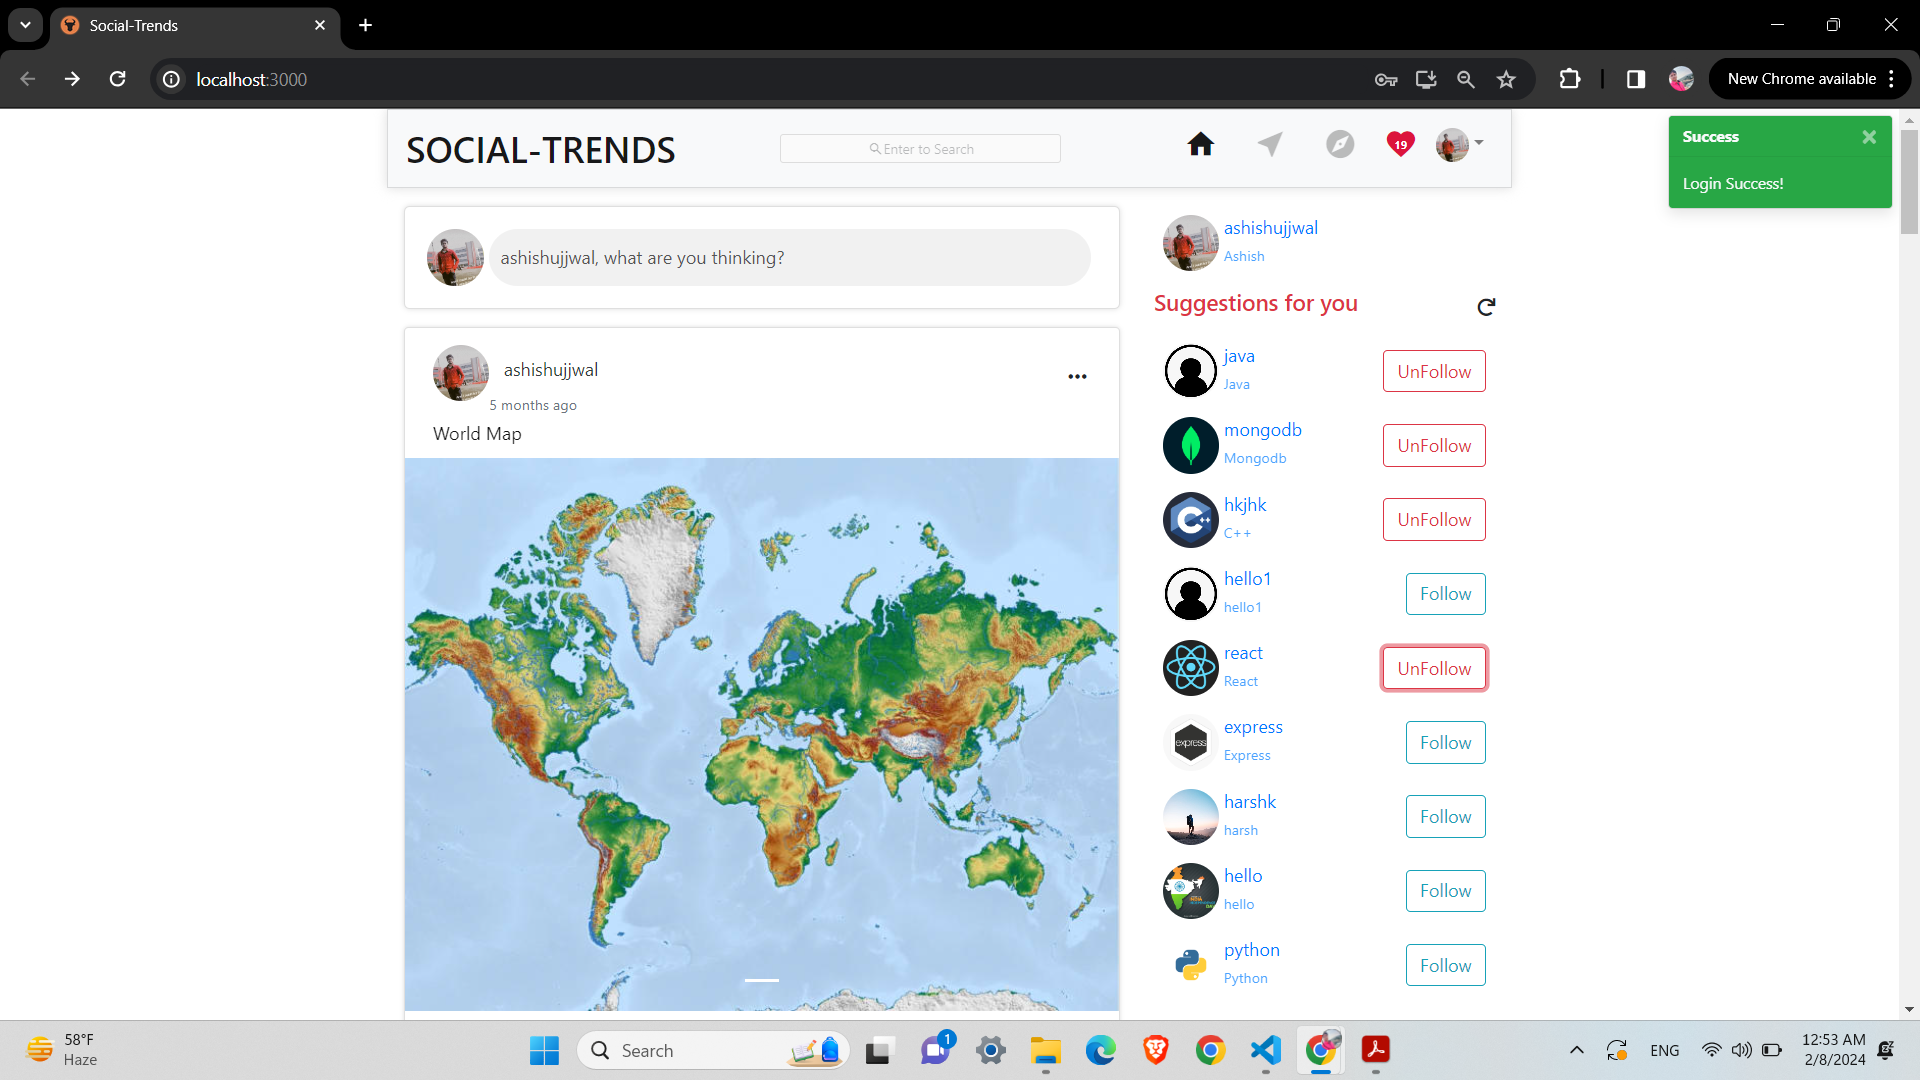 Social-Trends
localhost:3000
New Chrome available
SOCIAL-TRENDS
Enter to Search
19
Success
Login Success!
ashishujjwal, what are you thinking?
ashishujjwal
Ashish
Suggestions for you
ashishujjwal
5 months ago
World Map
java
Java
UnFollow
mongodb
Mongodb
UnFollow
hkjhk
C++
UnFollow
hello1
hello1
Follow
react
React
UnFollow
express
express
Express
Follow
harshk
harsh
Follow
hello
hello
Follow
python
Python
Follow
58°F
Haze
Search
1
ENG
12:53 AM
2/8/2024